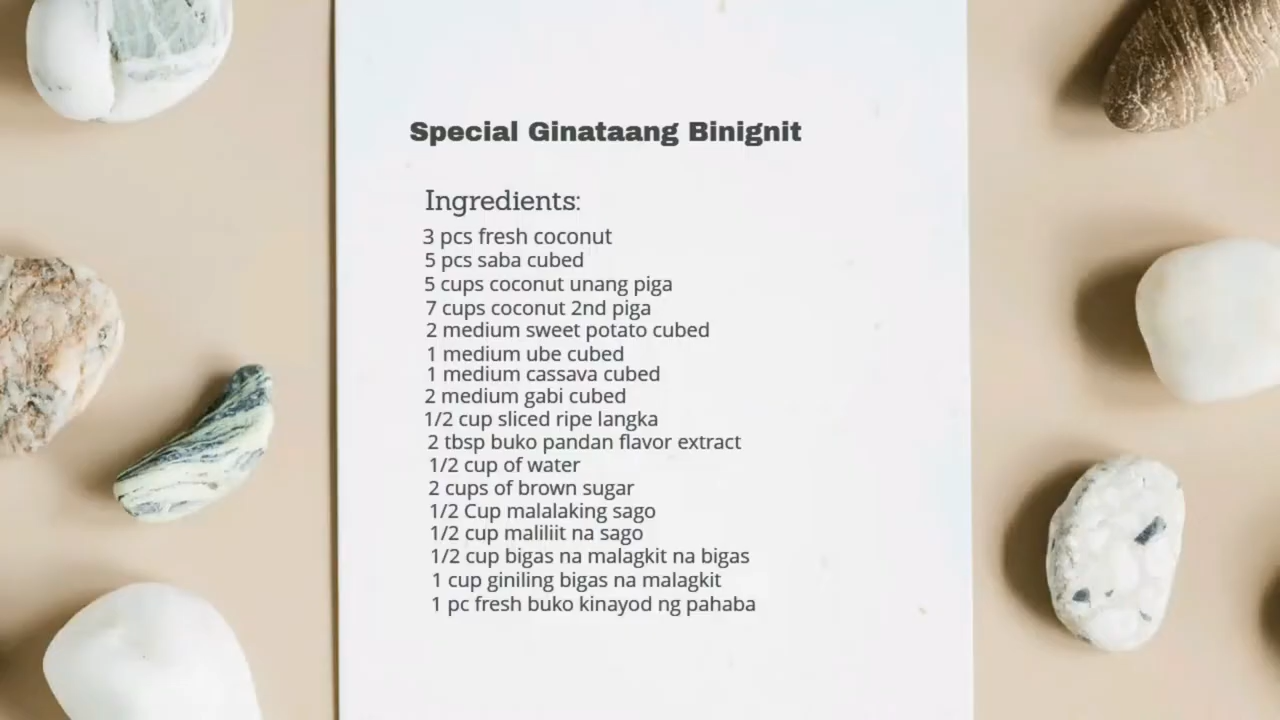 Special Ginataang Binignit
Ingredients:
3 pcs fresh coconut
5 pcs saba cubed
5 cups coconut unang piga
7 cups coconut 2nd piga
2 medium sweet potato cubed
1 medium ube cubed
1 medium cassava cubed
2 medium gabi cubed
1/2 cup sliced ripe langka
2 tbsp buko pandan flavor extract
1/2 cup of water
2 cups of brown sugar
1/2 Cup malalaking sago
1/2 cup maliliit na sago
1/2 cup bigas na malagkit na bigas
1 cup giniling bigas na malagkit
1 pc fresh buko kinayod ng pahaba